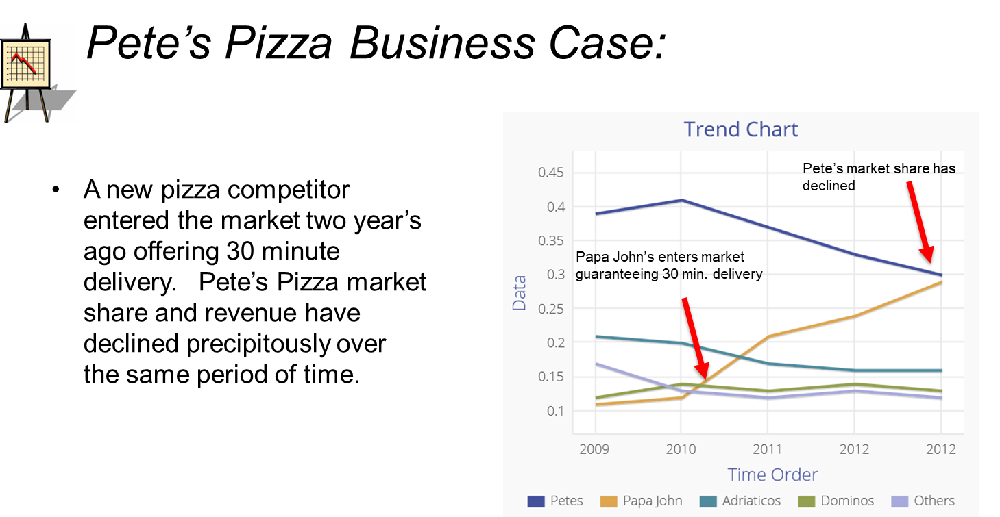 Pete’s Pizza Business Case:
• A new pizza competitor
entered the market two year’s
ago offering 30 minute
delivery. Pete’s Pizza market
share and revenue have
declined precipitously over
the same period of time.
Trend Chart
Pete’s market share has
declined
Papa John’s enters market
guaranteeing 30 min. delivery
Data
0.45
0.4
0.35
0.3
0.25
0.2
0.15
0.1
2009 2010 2011 2012 2012
Time Order
Petes Papa John Adriaticos Dominos Others